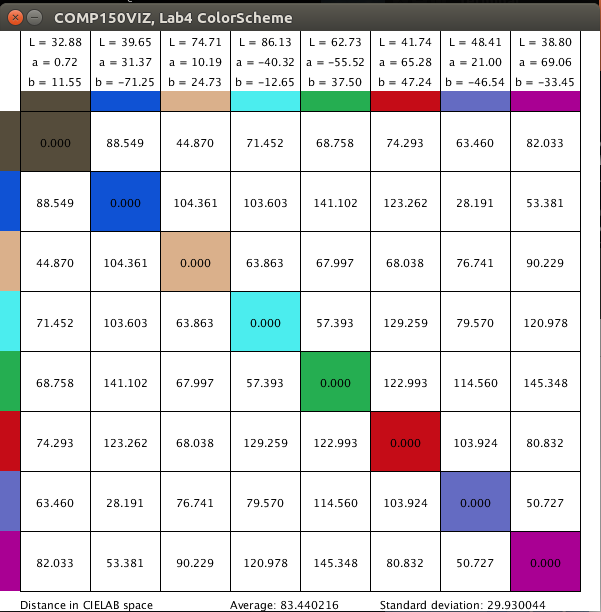 COMP150VIZ, Lab4 ColorScheme
L = 32.88 L = 39.65 L = 74.71 L = 86.13 L = 62.73 L = 41.74 L = 48.41 L = 38.80
a = 0.72 a = 31.37 a = 10.19 a = −40.32 a = −55.52 a = 65.28 a = 21.00 a = 69.06
b = 11.55 b = −71.25 b = 24.73 b = −12.65 b = 37.50 b = 47.24 b = −46.54 b = −33.45
0.000 88.549 44.870 71.452 68.758 74.293 63.460 82.033
88.549 0.000 104.361 103.603 141.102 123.262 28.191 53.381
44.870 104.361 0.000 63.863 67.997 68.038 76.741 90.229
71.452 103.603 63.863 0.000 57.393 129.259 79.570 120.978
68.758 141.102 67.997 57.393 0.000 122.993 114.560 145.348
74.293 123.262 68.038 129.259 122.993 0.000 103.924 80.832
63.460 28.191 76.741 79.570 114.560 103.924 0.000 50.727
82.033 53.381 90.229 120.978 145.348 80.832 50.727 0.000
Distance in CIELAB space Average: 83.440216 Standard deviation: 29.930044